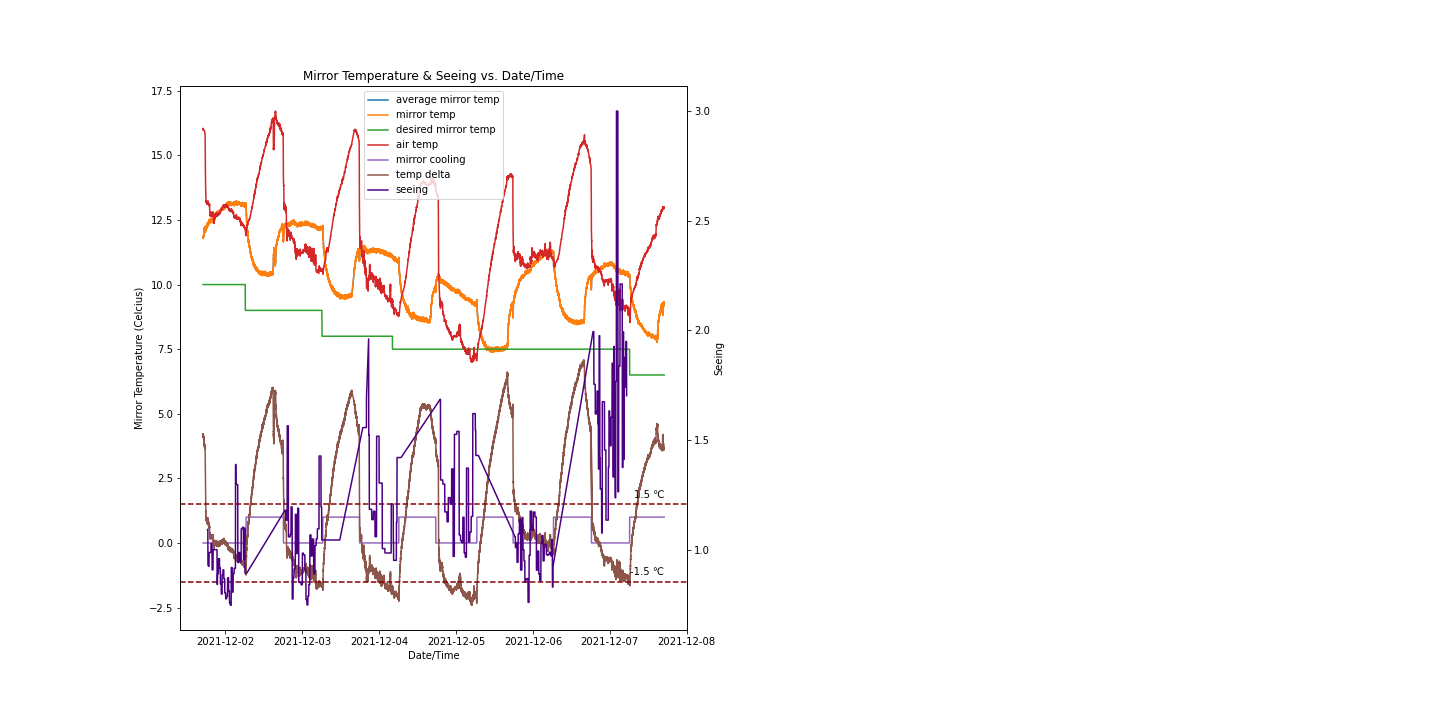 Mirror Temperature & Seeing vs. Date/Time
17.5
15.0
12.5
10.0
7.5
5.0
2.5
0.0
−2.5
Mirror Temperature (Celcius)
average mirror temp
mirror temp
desired mirror temp
air temp
mirror cooling
temp delta
seeing
1.5 °C
-1.5 °C
3.0
2.5
2.0
1.5
1.0
Seeing
2021-12-02 2021-12-03 2021-12-04 2021-12-05 2021-12-06 2021-12-07 2021-12-08
Date/Time